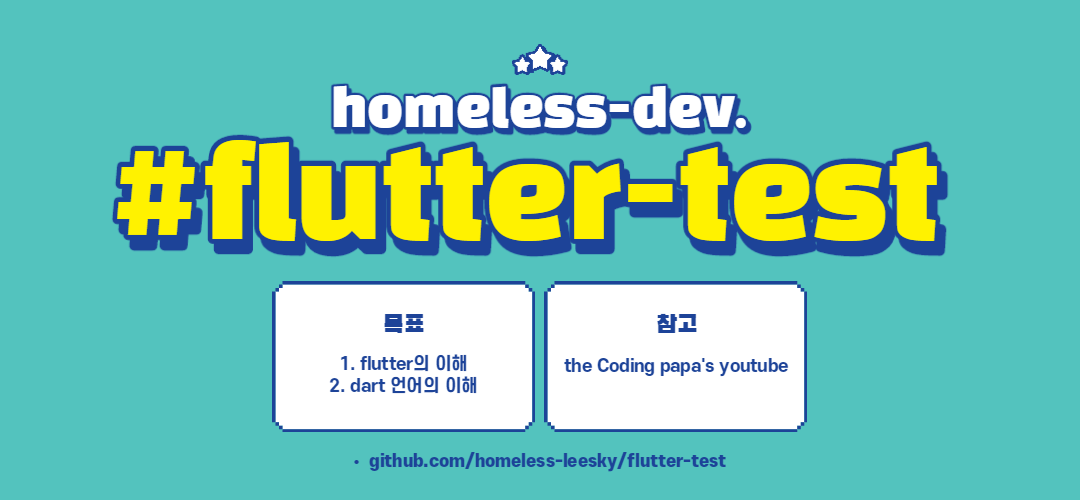 homeless-dev.
#flutter-test
목표
1. flutter의 이해
2. dart 언어의 이해
참고
the Coding papa's youtube
• github.com/homeless-leesky/flutter-test